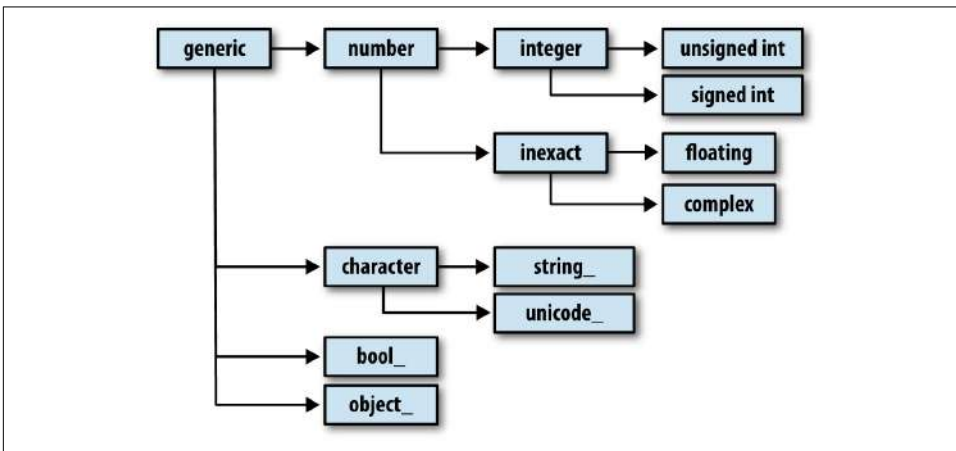 generic
number
integer
unsigned int
signed int
inexact
floating
complex
character
string_
unicode_
bool_
object_